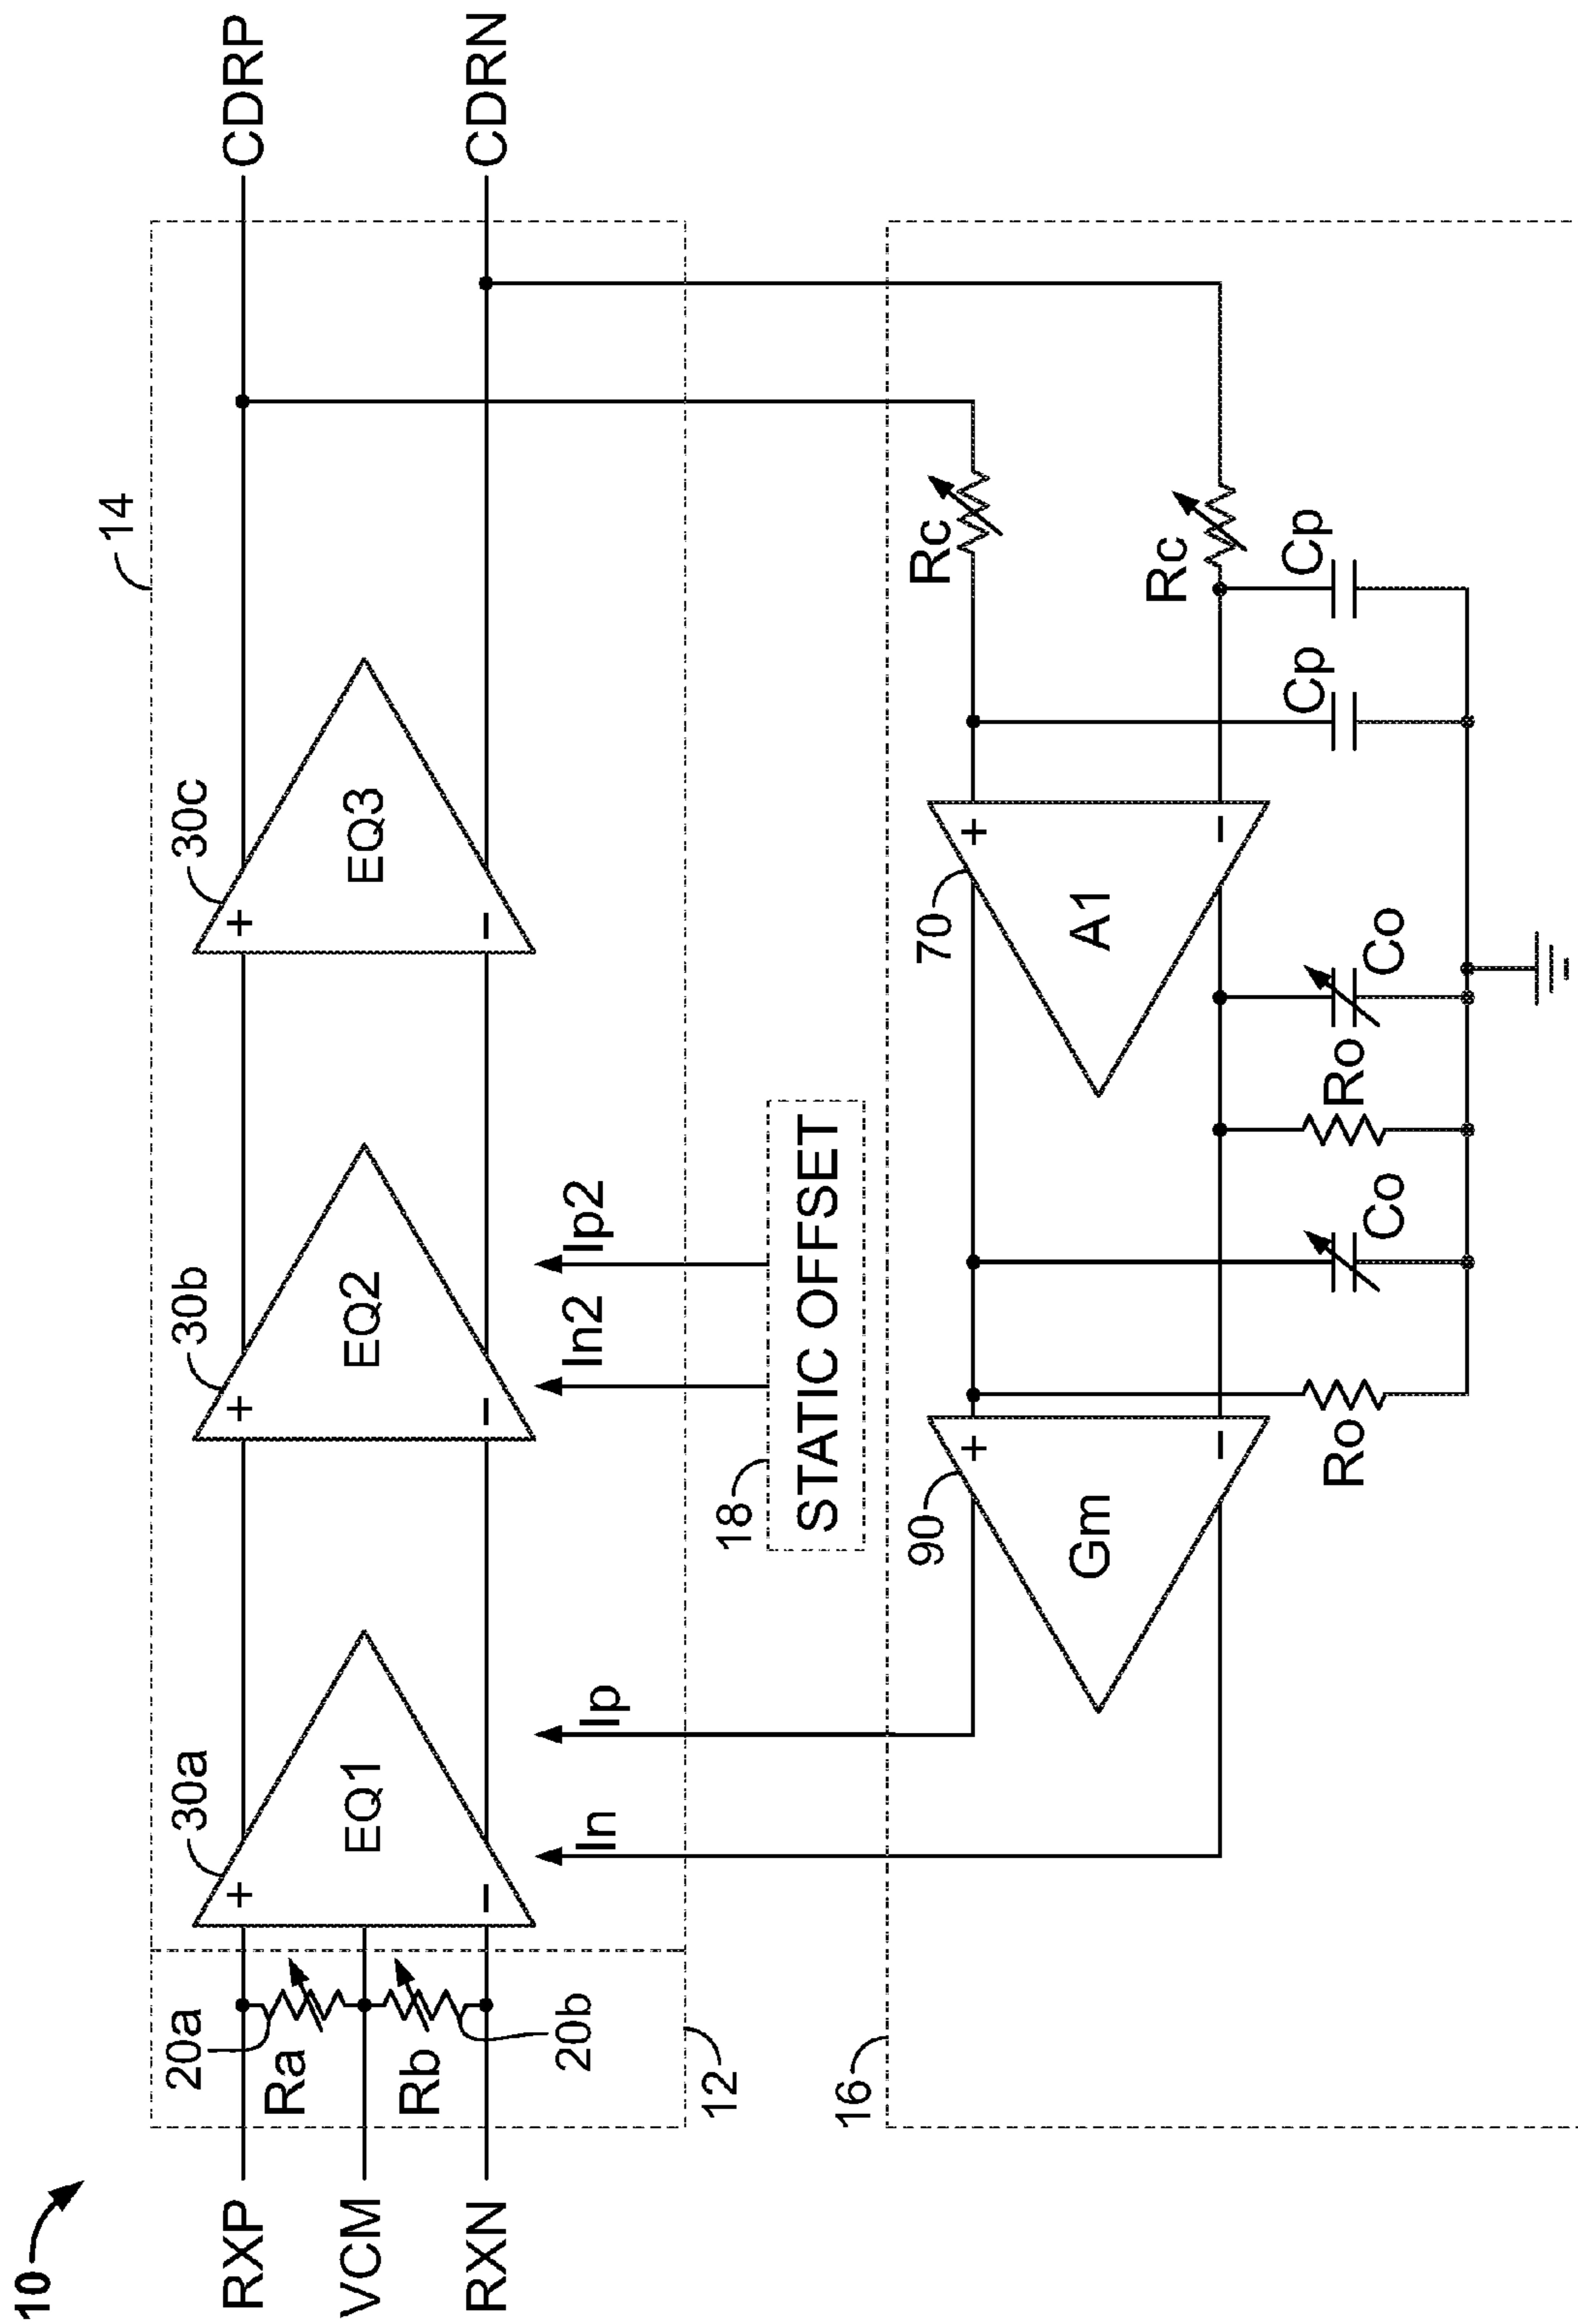 10
RXP
VCM
RXN
20a
Ra
Rb
20b
12
+
−
EQ1
30a
+
−
EQ2
30b
+
−
EQ3
30c
14
CDRP
CDRN
In
Ip
In2
Ip2
18
STATIC OFFSET
16
90
+
−
Gm
Ro
Co
Ro
Co
70
+
−
A1
Cp
Cp
Rc
Rc